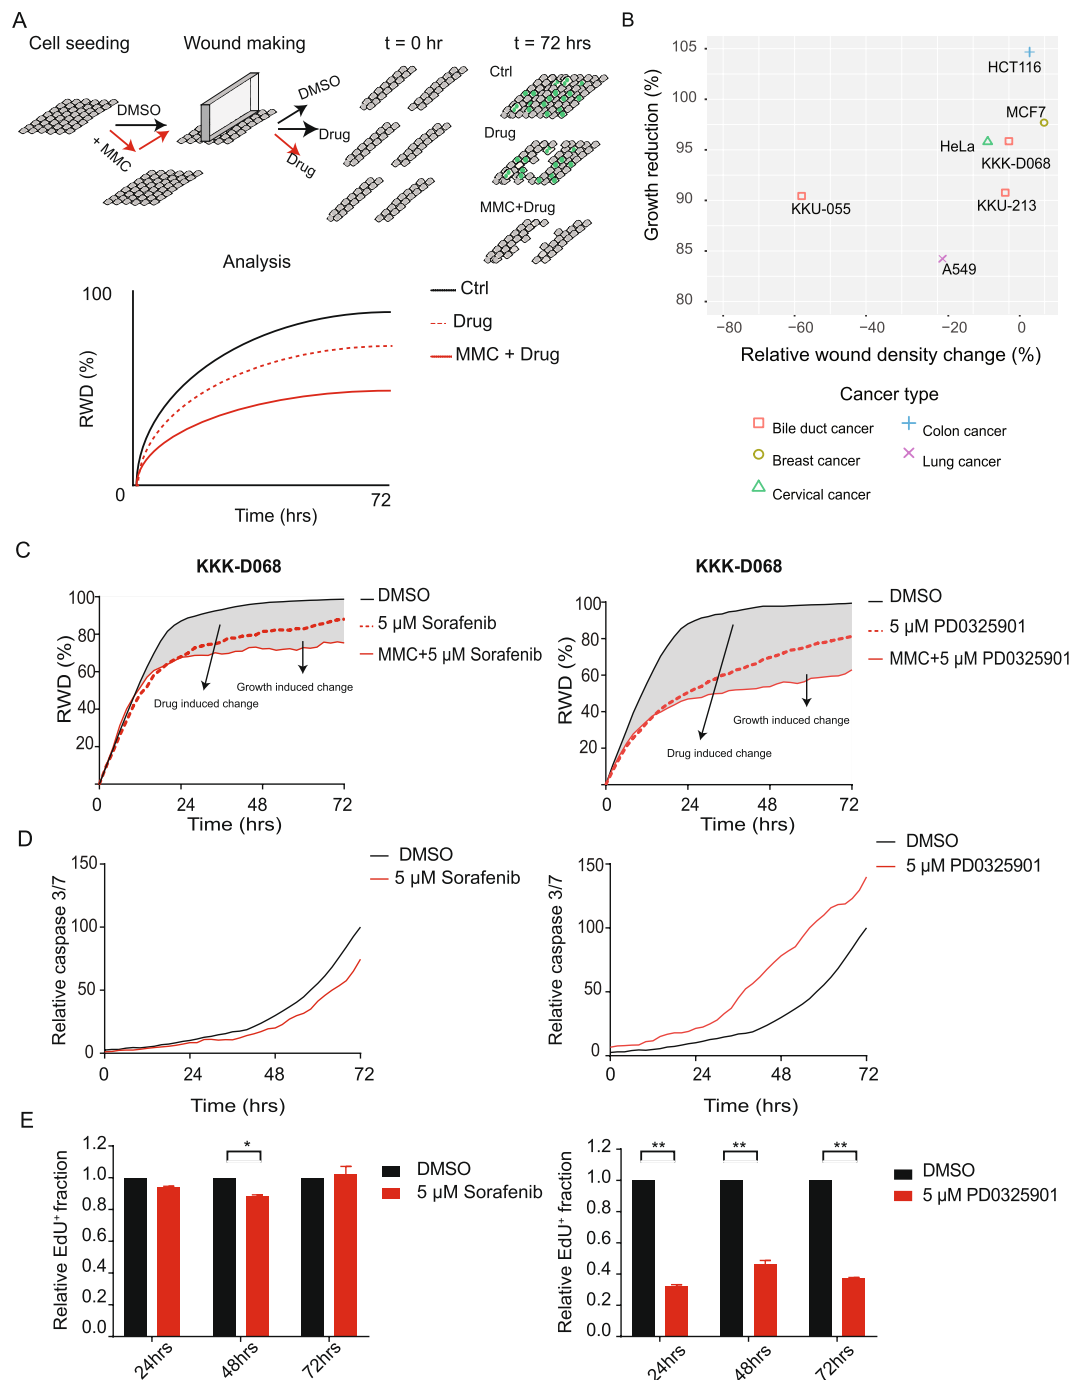 A
Cell seeding
Wound making
t = 0 hr
t = 72 hrs
DMSO
+ MMC
DMSO
Drug
Drug
Ctrl
Drug
MMC+Drug
Analysis
100
RWD (%)
0
72
Time (hrs)
Ctrl
Drug
MMC + Drug
B
Growth reduction (%)
105
100
95
90
85
80
HCT116
MCF7
HeLa
KKK-D068
KKU-055
KKU-213
A549
−80 −60 −40 −20 0
Relative wound density change (%)
Cancer type
Bile duct cancer
Colon cancer
Breast cancer
Lung cancer
Cervical cancer
C
KKK-D068
RWD (%)
100
80
60
40
20
0 24 48 72
Time (hrs)
Drug induced change
Growth induced change
DMSO
5 µM Sorafenib
MMC+5 µM Sorafenib
KKK-D068
RWD (%)
100
80
60
40
20
0 24 48 72
Time (hrs)
Growth induced change
Drug induced change
DMSO
5 µM PD0325901
MMC+5 µM PD0325901
D
Relative caspase 3/7
150
100
50
0
0 24 48 72
Time (hrs)
DMSO
5 µM Sorafenib
Relative caspase 3/7
150
100
50
0
0 24 48 72
Time (hrs)
DMSO
5 µM PD0325901
E
Relative EdU⁺ fraction
1.2
1.0
0.8
0.6
0.4
0.2
0.0
*
24hrs 48hrs 72hrs
DMSO
5 µM Sorafenib
Relative EdU⁺ fraction
1.2
1.0
0.8
0.6
0.4
0.2
0.0
** ** **
24hrs 48hrs 72hrs
DMSO
5 µM PD0325901